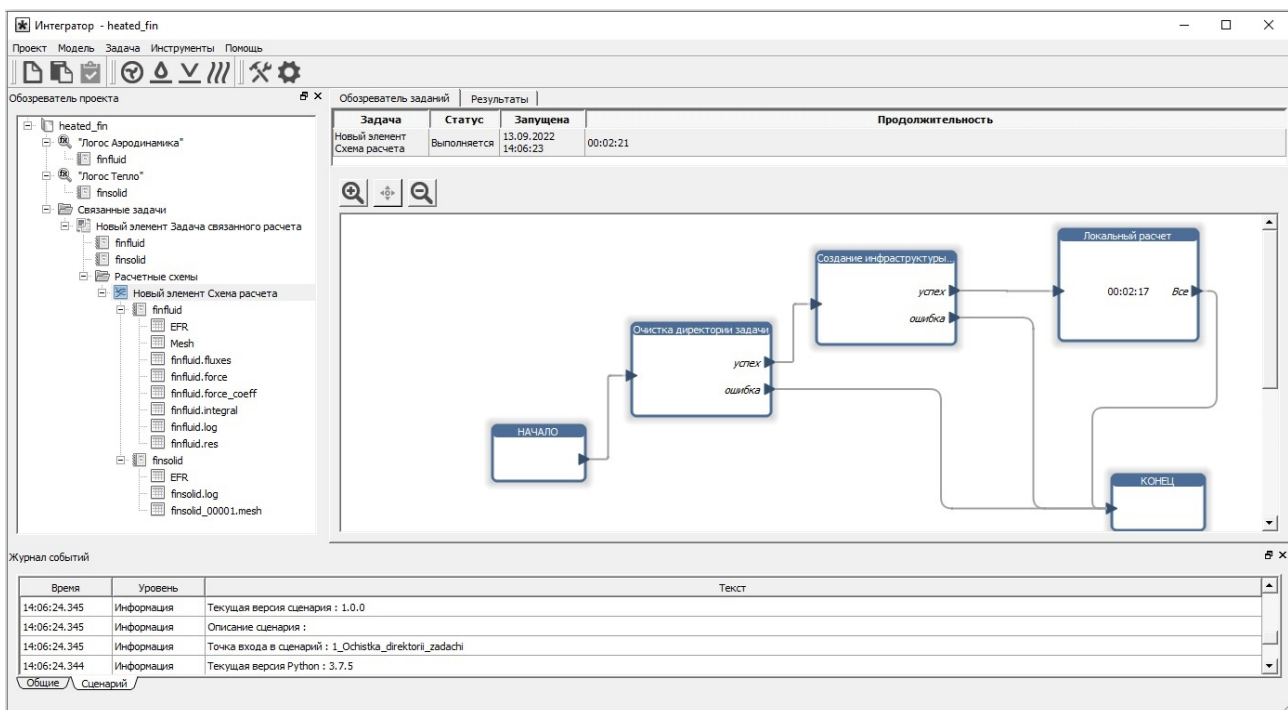 Интегратор - heated_fin
Проект Модель Задача Инструменты Помощь
Обозреватель проекта
heated_fin
"Логос Аэродинамика"
finfluid
"Логос Тепло"
finsolid
Связанные задачи
Новый элемент Задача связанного расчета
finfluid
finsolid
Расчетные схемы
Новый элемент Схема расчета
finfluid
EFR
Mesh
finfluid.fluxes
finfluid.force
finfluid.force_coeff
finfluid.integral
finfluid.log
finfluid.res
finsolid
EFR
finsolid.log
finsolid_00001.mesh
Обозреватель заданий Результаты
Задача Статус Запущена Продолжительность
Новый элемент Схема расчета Выполняется 13.09.2022 14:06:23 00:02:21
НАЧАЛО
Очистка директории задачи
успех
ошибка
Создание инфраструктуры...
успех
ошибка
Локальный расчет
00:02:17 Все
КОНЕЦ
Журнал событий
Время Уровень Текст
14:06:24.345 Информация Текущая версия сценария : 1.0.0
14:06:24.345 Информация Описание сценария :
14:06:24.345 Информация Точка входа в сценарий : 1_Ochistka_direktorii_zadachi
14:06:24.344 Информация Текущая версия Python : 3.7.5
Общие Сценарий